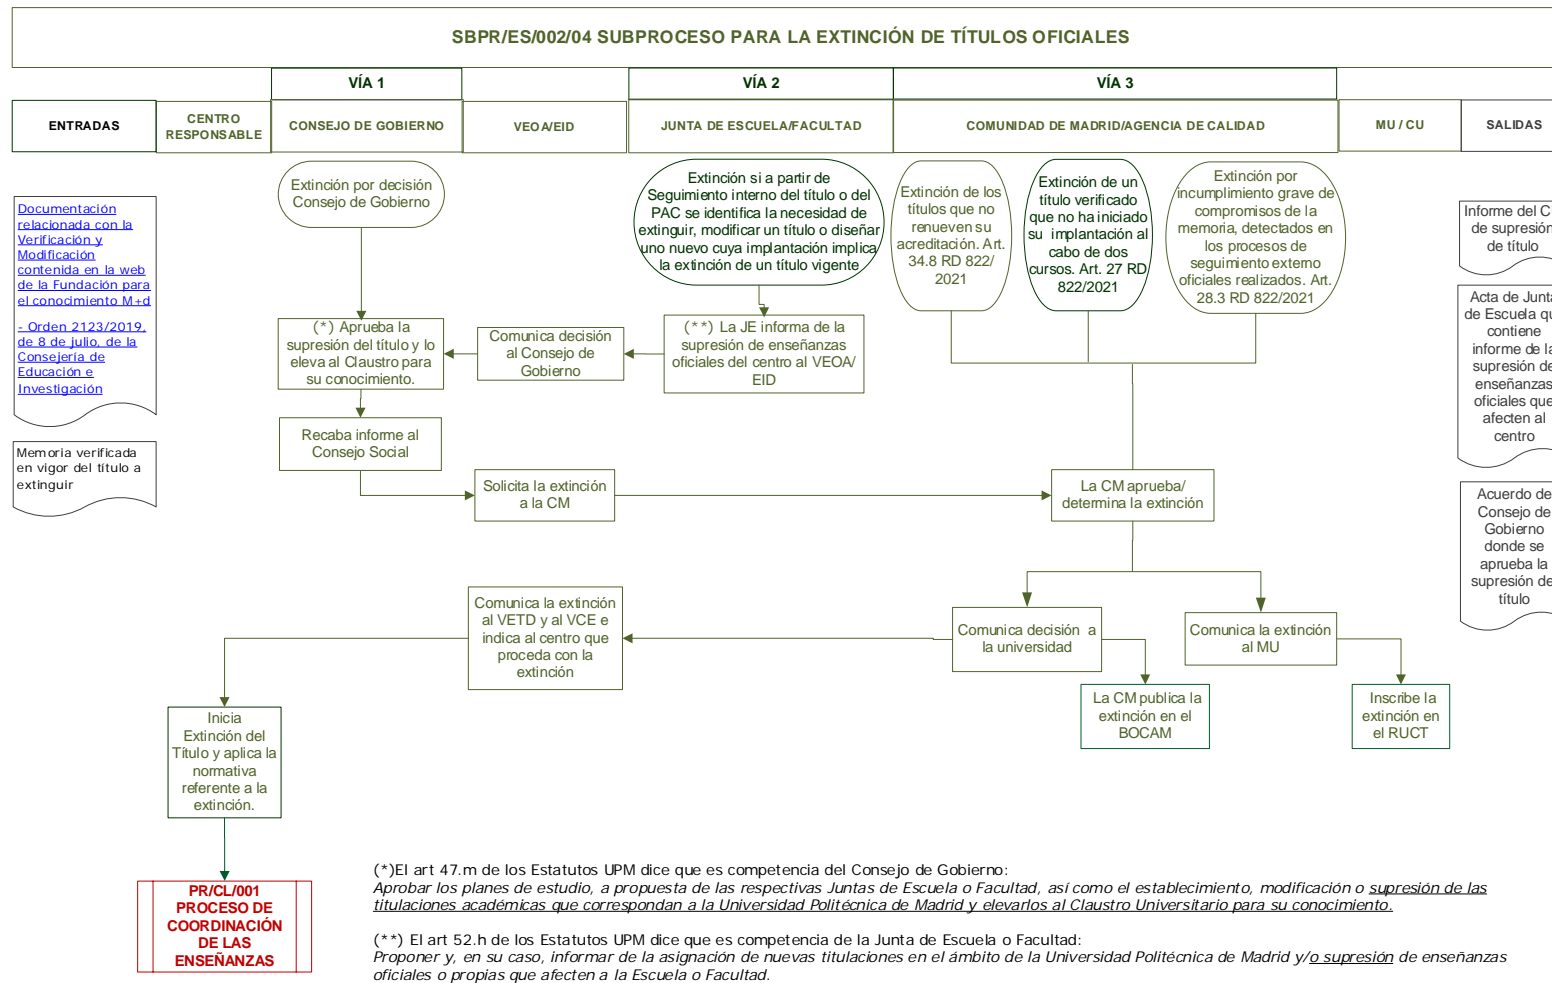 SBPR/ES/002/04 SUBPROCESO PARA LA EXTINCIÓN DE TÍTULOS OFICIALES
VÍA 1
VÍA 2
VÍA 3
ENTRADAS
CENTRO
RESPONSABLE
CONSEJO DE GOBIERNO
VEOA/EID
JUNTA DE ESCUELA/FACULTAD
COMUNIDAD DE MADRID/AGENCIA DE CALIDAD
MU / CU
SALIDAS
Documentación
relacionada con la
Verificación y
Modificación
contenida en la web
de la Fundación para
el conocimiento M+d
- Orden 2123/2019,
de 8 de julio, de la
Consejería de
Educación e
Investigación
Memoria verificada
en vigor del título a
extinguir
Extinción por decisión
Consejo de Gobierno
(*) Aprueba la
supresión del título y lo
eleva al Claustro para
su conocimiento.
Recaba informe al
Consejo Social
Comunica decisión
al Consejo de
Gobierno
Solicita la extinción
a la CM
Extinción si a partir de
Seguimiento interno del título o del
PAC se identifica la necesidad de
extinguir, modificar un título o diseñar
uno nuevo cuya implantación implica
la extinción de un título vigente
(**) La JE informa de la
supresión de enseñanzas
oficiales del centro al VEOA/
EID
Extinción de los
títulos que no
renueven su
acreditación. Art.
34.8 RD 822/
2021
Extinción de un
título verificado
que no ha iniciado
su implantación al
cabo de dos
cursos. Art. 27 RD
822/2021
Extinción por
incumplimiento grave de
compromisos de la
memoria, detectados en
los procesos de
seguimiento externo
oficiales realizados. Art.
28.3 RD 822/2021
La CM aprueba/
determina la extinción
Comunica la extinción
al VETD y al VCE e
indica al centro que
proceda con la
extinción
Comunica decisión a
la universidad
Comunica la extinción
al MU
La CM publica la
extinción en el
BOCAM
Inscribe la
extinción en
el RUCT
Inicia
Extinción del
Título y aplica la
normativa
referente a la
extinción.
PR/CL/001
PROCESO DE
COORDINACIÓN
DE LAS
ENSEÑANZAS
Informe del
de supresión
de título
Acta de Junta
de Escuela
contiene
informe de
supresión de
enseñanzas
oficiales que
afecten al
centro
Acuerdo de
Consejo de
Gobierno
donde se
aprueba la
supresión de
título
(*)El art 47.m de los Estatutos UPM dice que es competencia del Consejo de Gobierno:
Aprobar los planes de estudio, a propuesta de las respectivas Juntas de Escuela o Facultad, así como el establecimiento, modificación o supresión de las
titulaciones académicas que correspondan a la Universidad Politécnica de Madrid y elevarlos al Claustro Universitario para su conocimiento.
(**) El art 52.h de los Estatutos UPM dice que es competencia de la Junta de Escuela o Facultad:
Proponer y, en su caso, informar de la asignación de nuevas titulaciones en el ámbito de la Universidad Politécnica de Madrid y/o supresión de enseñanzas
oficiales o propias que afecten a la Escuela o Facultad.